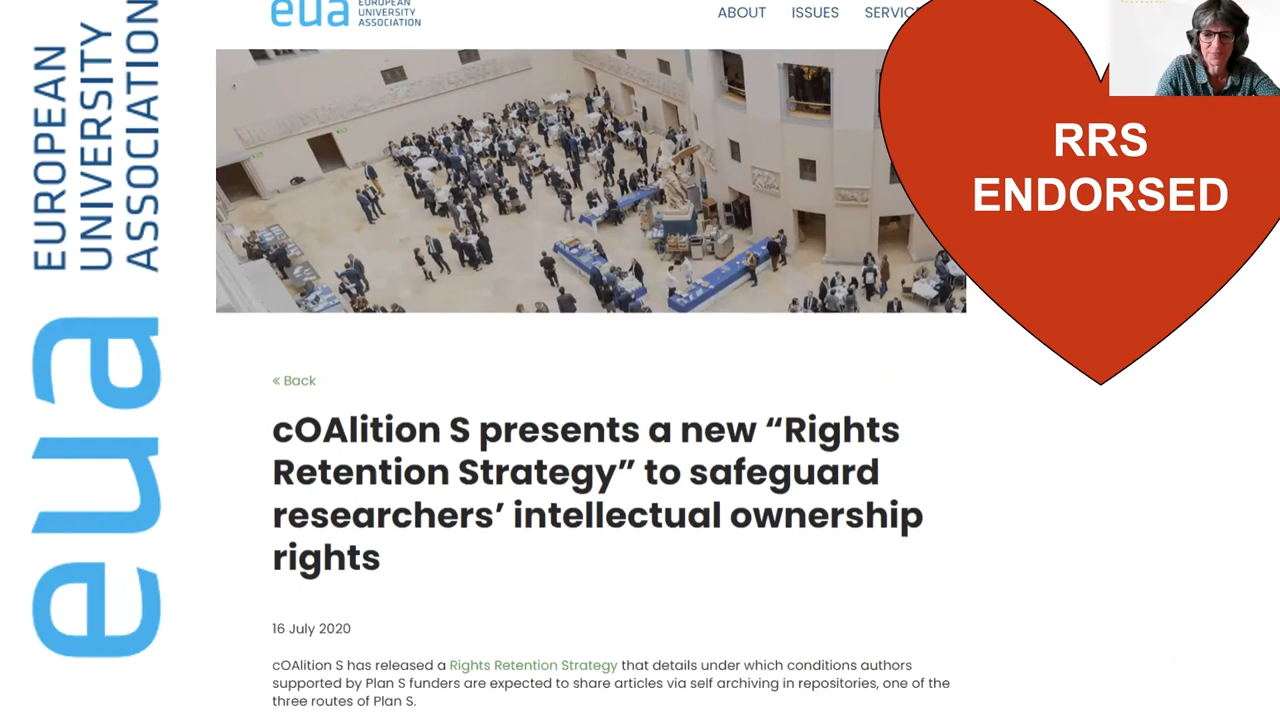 EUROPEAN
UNIVERSITY
ASSOCIATION
eua
eua
EUROPEAN
UNIVERSITY
ASSOCIATION
ABOUT ISSUES
RRS
ENDORSED
« Back
cOAlition S presents a new “Rights
Retention Strategy” to safeguard
researchers’ intellectual ownership
rights
16 July 2020
cOAlition S has released a Rights Retention Strategy that details under which conditions authors
supported by Plan S funders are expected to share articles via self archiving in repositories, one of the
three routes of Plan S.